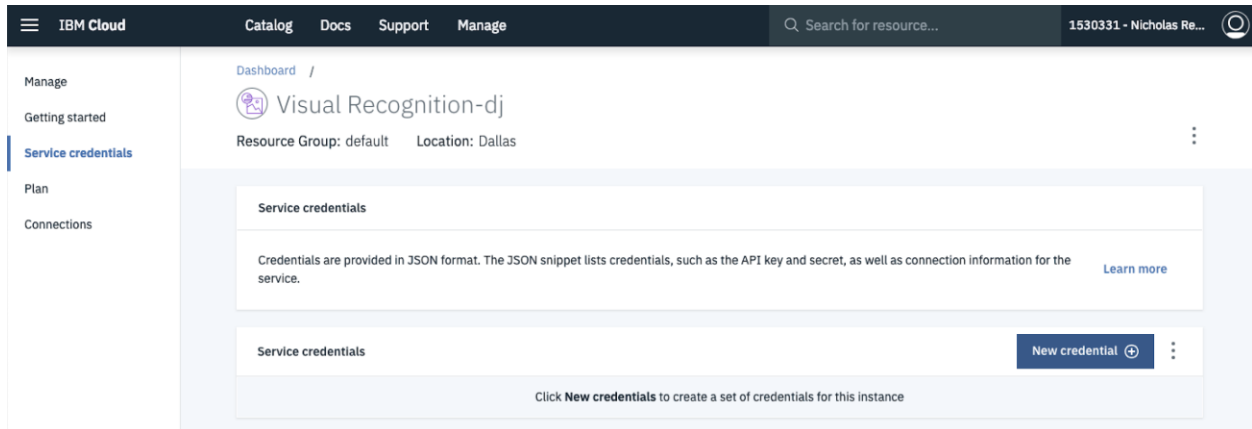 IBM Cloud Catalog Docs Support Manage Search for resource... 1530331 - Nicholas Re...
Manage
Getting started
Service credentials
Plan
Connections
Dashboard /
Visual Recognition-dj
Resource Group: default Location: Dallas
Service credentials
Credentials are provided in JSON format. The JSON snippet lists credentials, such as the API key and secret, as well as connection information for the
service.
Learn more
Service credentials
New credential
Click New credentials to create a set of credentials for this instance